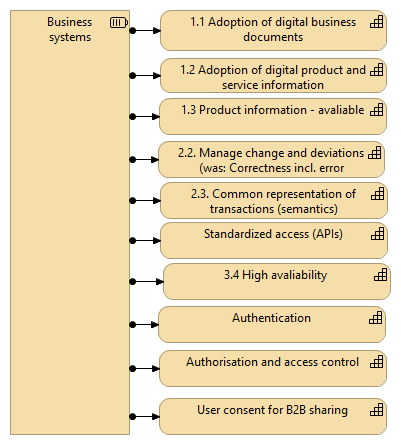 Business
systems
1.1 Adoption of digital business
documents
1.2 Adoption of digital product and
service information
1.3 Product information - avaliable
2.2. Manage change and deviations
(was: Correctness incl. error
2.3. Common representation of
transactions (semantics)
Standardized access (APIs)
3.4 High avaliability
Authentication
Authorisation and access control
User consent for B2B sharing